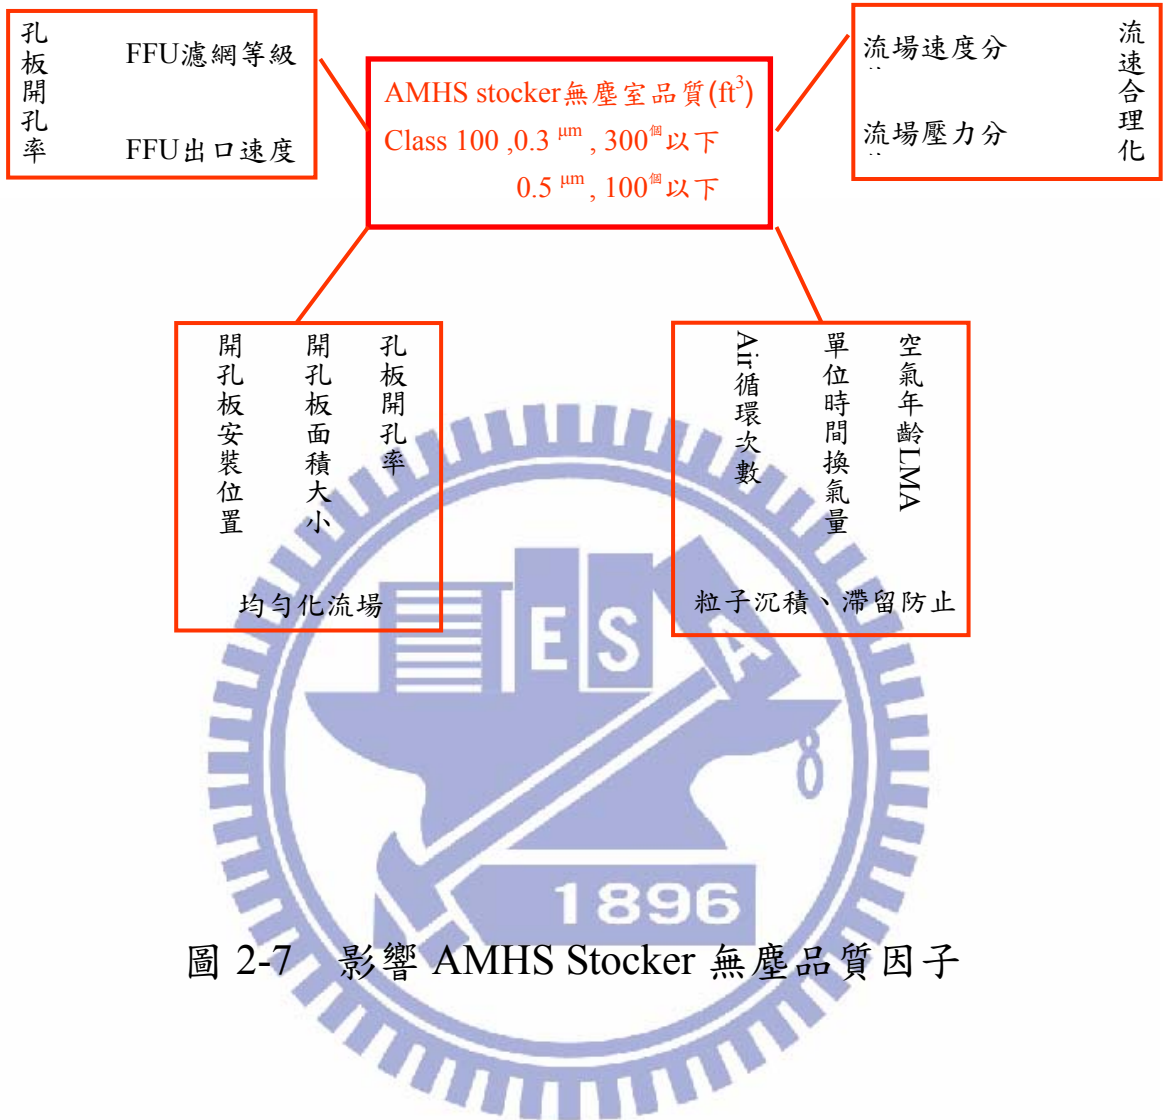 孔板開孔率
FFU濾網等級
FFU出口速度
AMHS stocker無塵室品質(ft³)
Class 100 ,0.3 μm , 300個以下
0.5 μm , 100個以下
流場速度分
流場壓力分
流速合理化
開孔板安裝位置
開孔板面積大小
孔板開孔率
均勻化流場
Air循環次數
單位時間換氣量
空氣年齡LMA
粒子沉積、滯留防止
ESA
1896
圖 2-7 影響 AMHS Stocker 無塵品質因子